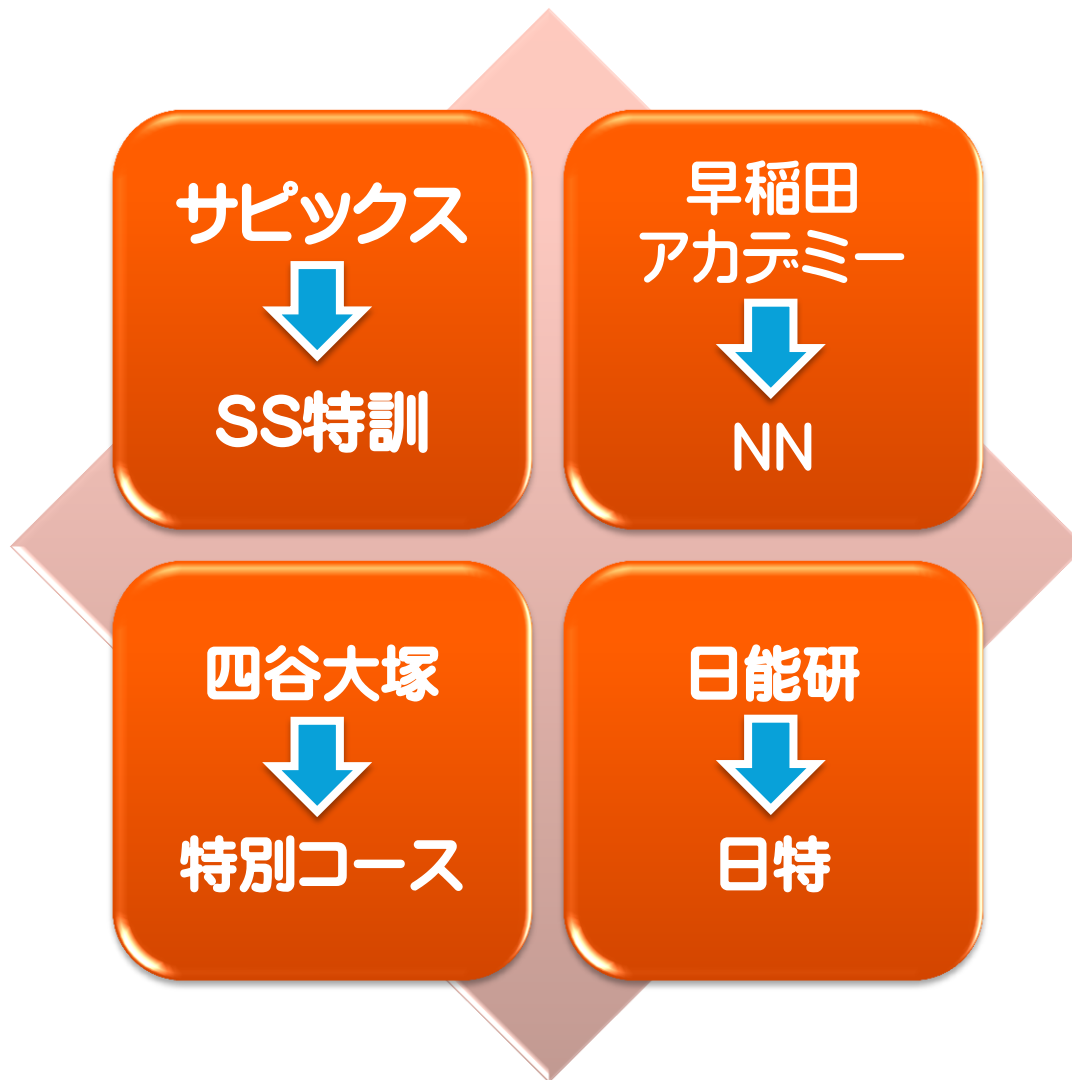 サピックス
SS特訓
早稲田
アカデミー
NN
四谷大塚
特別コース
日能研
日特